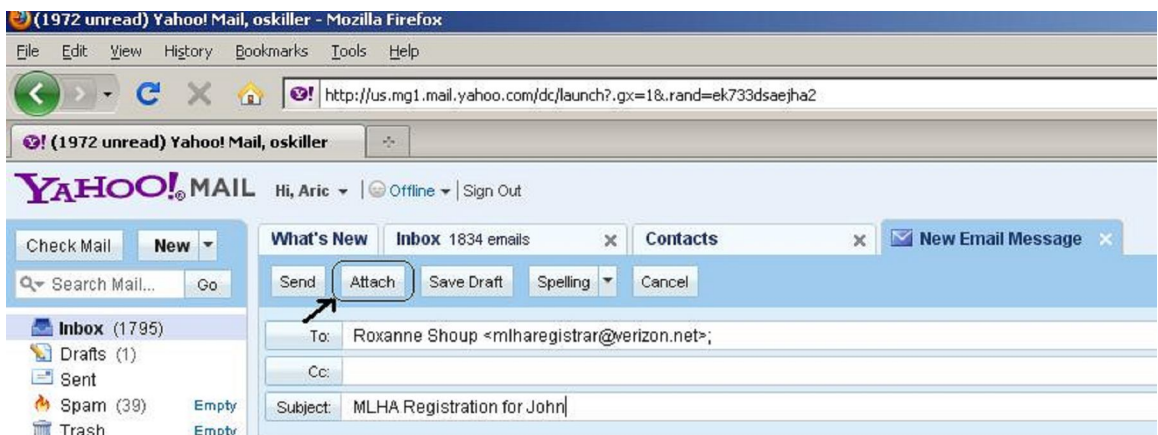 (1972 unread) Yahoo! Mail, oskiller - Mozilla Firefox
File Edit View History Bookmarks Tools Help
http://us.mg1.mail.yahoo.com/dc/launch?.gx=1&.rand=ek733dsaejha2
(1972 unread) Yahoo! Mail, oskiller
YAHOO!® MAIL Hi, Aric | Offline | Sign Out
Check Mail New What's New Inbox 1834 emails Contacts New Email Message
Search Mail... Go Send Attach Save Draft Spelling Cancel
Inbox (1795) To: Roxanne Shoup <mlharegistrar@verizon.net>;
Drafts (1)
Sent Cc:
Spam (39) Empty Subject: MLHA Registration for John
Trash Empty